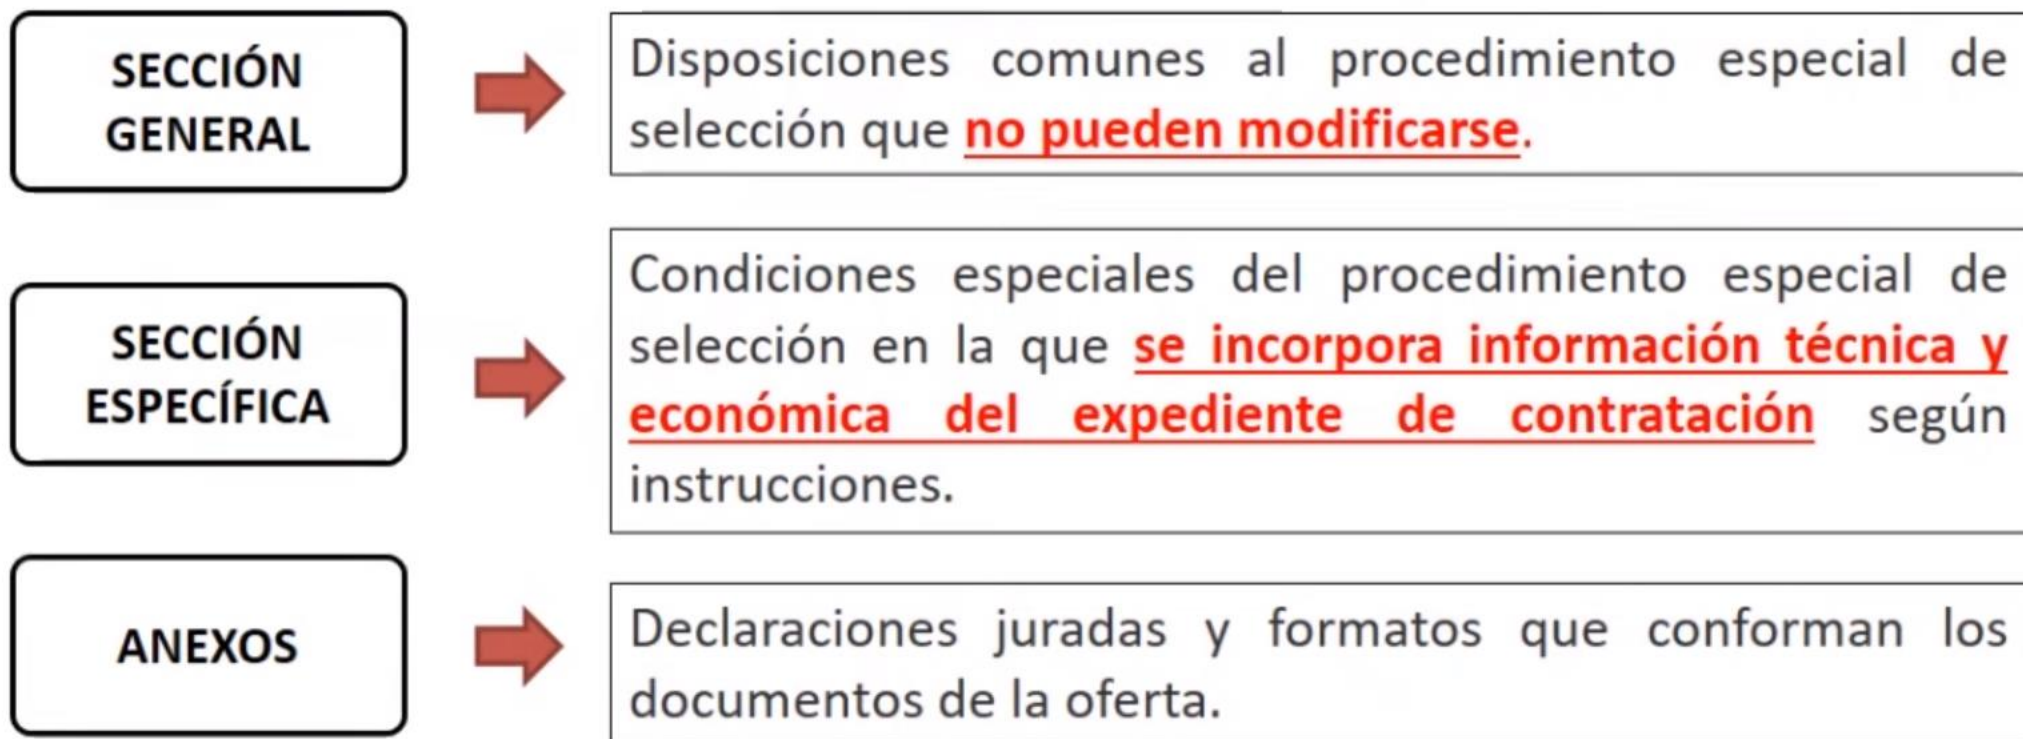 SECCIÓN
GENERAL
Disposiciones comunes al procedimiento especial de
selección que no pueden modificarse.
SECCIÓN
ESPECÍFICA
Condiciones especiales del procedimiento especial de
selección en la que se incorpora información técnica y
económica del expediente de contratación según
instrucciones.
ANEXOS
Declaraciones juradas y formatos que conforman los
documentos de la oferta.